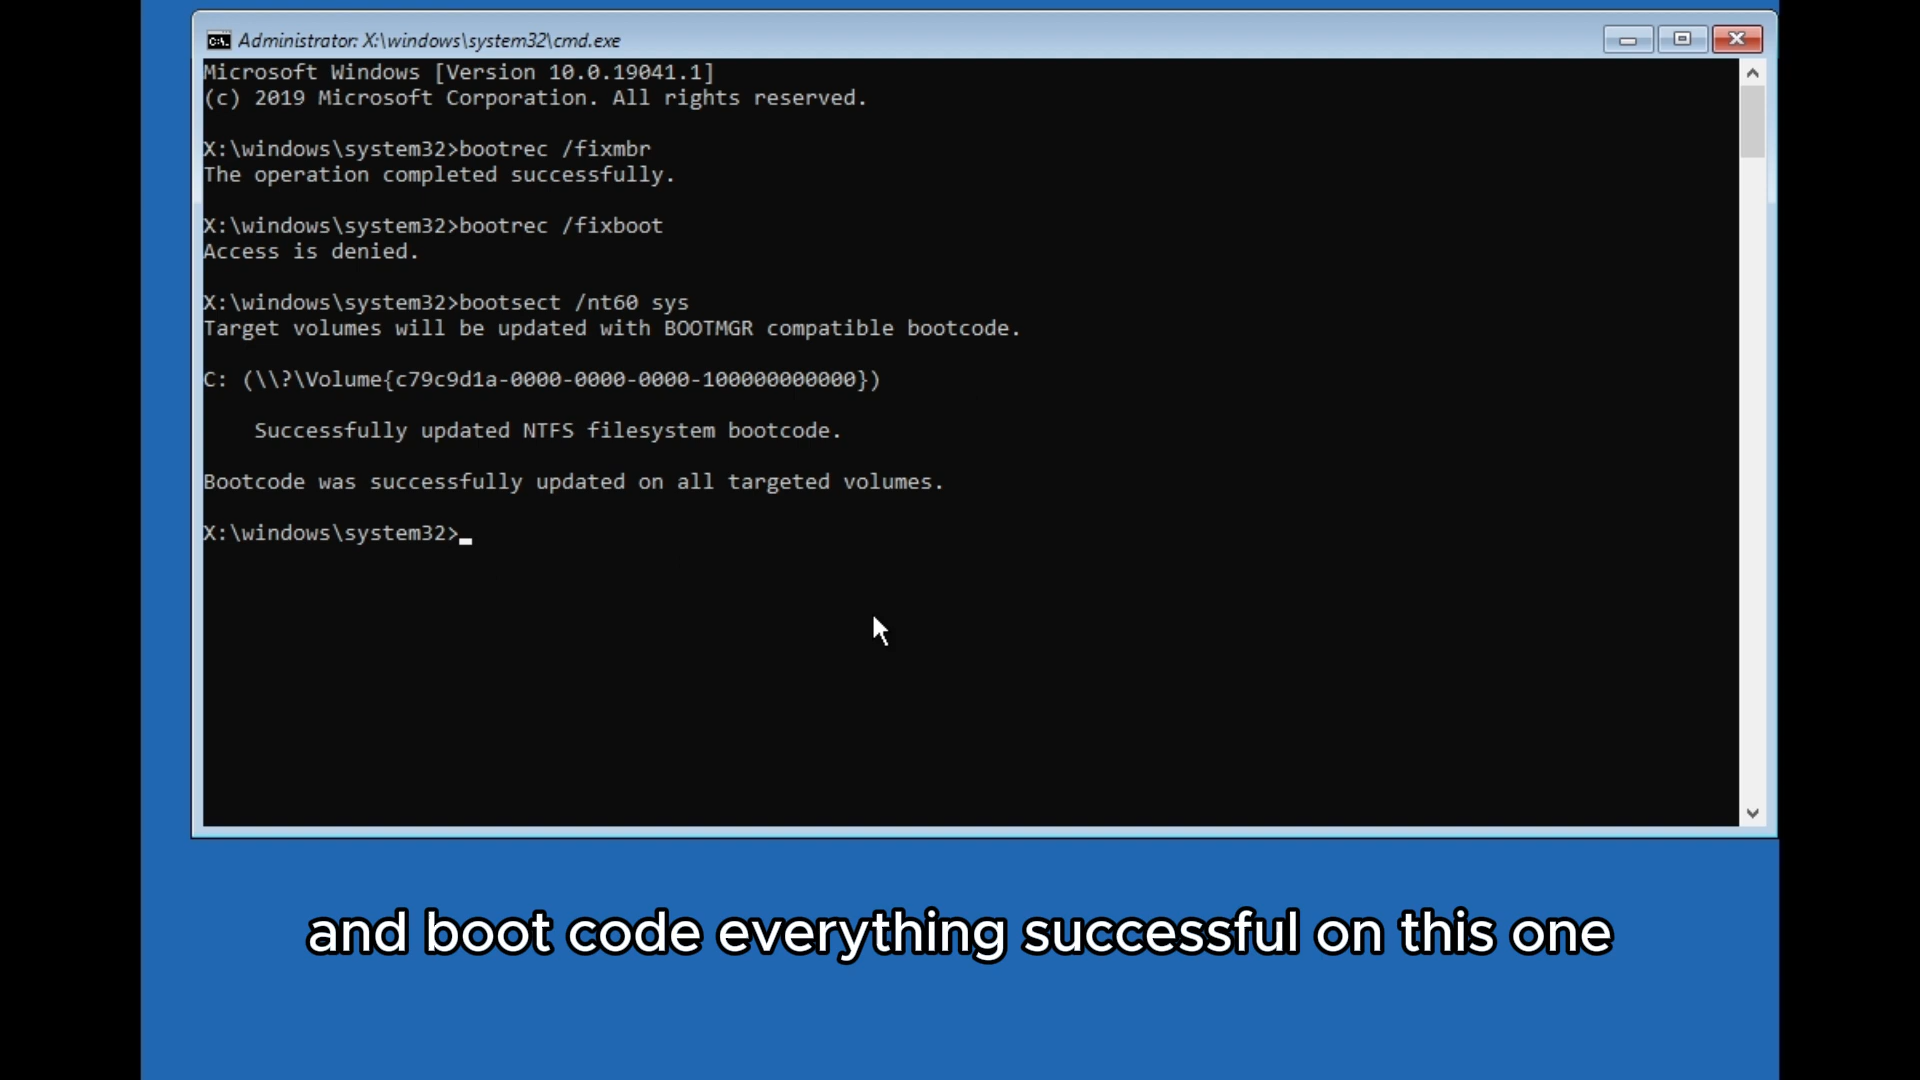 Administrator: X:\windows\system32\cmd.exe
Microsoft Windows [Version 10.0.19041.1]
(c) 2019 Microsoft Corporation. All rights reserved.
X:\windows\system32>bootrec /fixmbr
The operation completed successfully.
X:\windows\system32>bootrec /fixboot
Access is denied.
X:\windows\system32>bootsect /nt60 sys
Target volumes will be updated with BOOTMGR compatible bootcode.
C: (\\?\Volume{c79c9d1a-0000-0000-0000-100000000000})
Successfully updated NTFS filesystem bootcode.
Bootcode was successfully updated on all targeted volumes.
X:\windows\system32>_
and boot code everything successful on this one